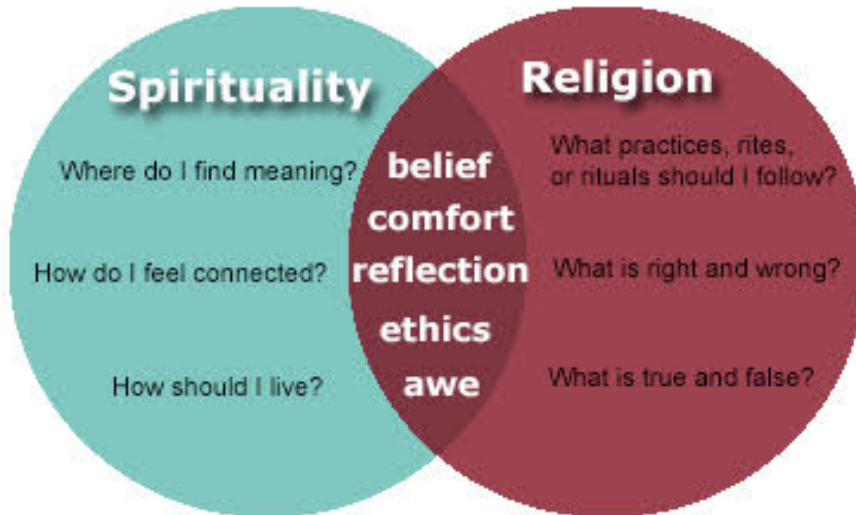 Spirituality
Where do I find meaning?
How do I feel connected?
How should I live?
belief
comfort
reflection
ethics
awe
Religion
What practices, rites,
or rituals should I follow?
What is right and wrong?
What is true and false?